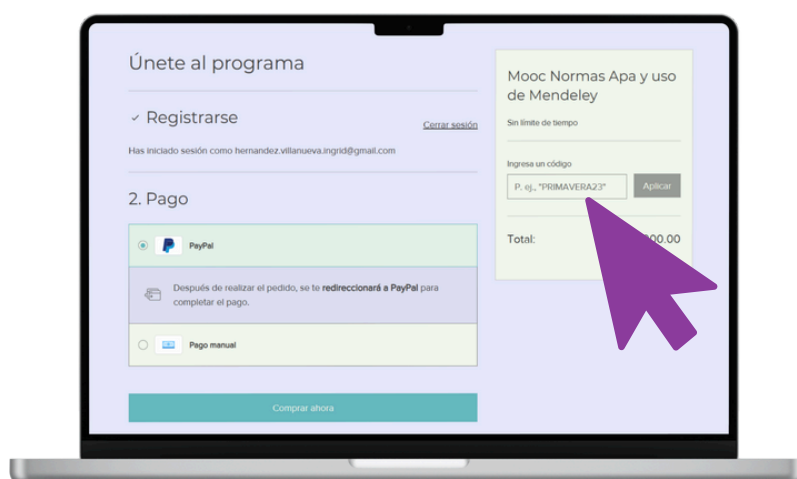 Únete al programa
Registrarse
Cerrar sesión
Has iniciado sesión como hernandez.villanueva.ingrid@gmail.com
2. Pago
PayPal
Después de realizar el pedido, se te redireccionará a PayPal para
completar el pago.
Pago manual
Comprar ahora
Mooc Normas Apa y uso
de Mendeley
Sin límite de tiempo
Ingresa un código
P. ej., "PRIMAVERA23"
Aplicar
Total:
00.00